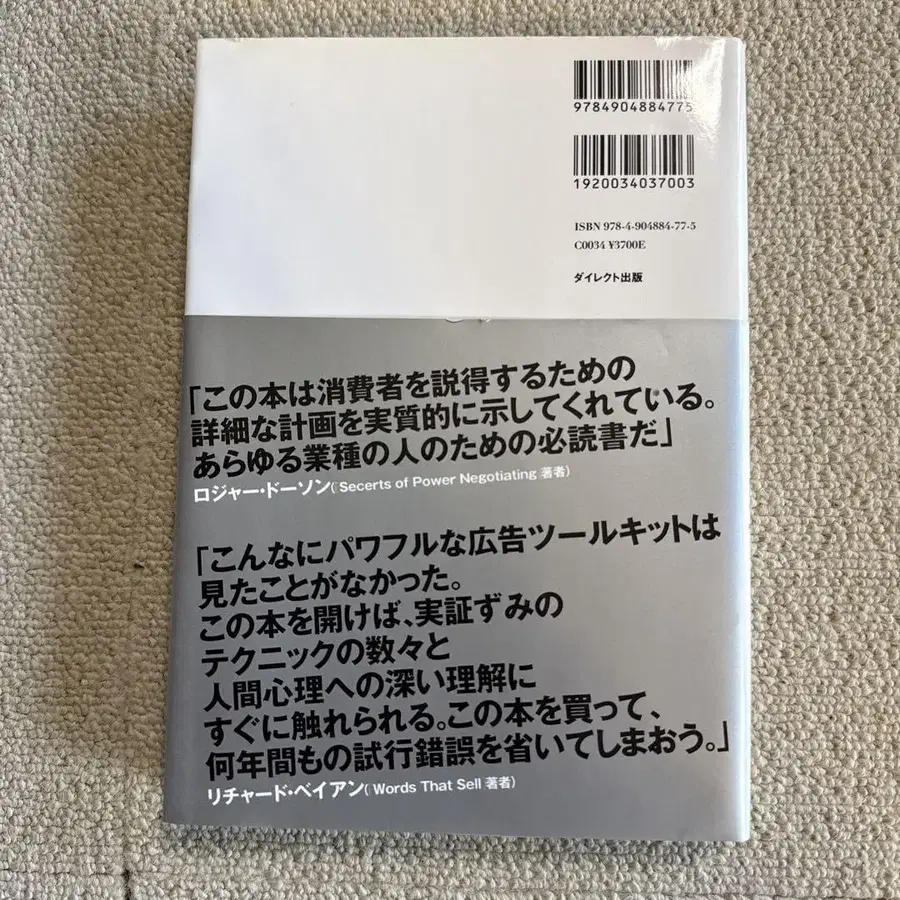 9784904884775
1920034037003
ISBN 978-4-904884-77-5
C0034 ¥3700E
ダイレクト出版
「この本は消費者を説得するための
詳細な計画を実質的に示してくれている。
あらゆる業種の人のための必読書だ」
ロジャー・ドーソン(「Secerts of Power Negotiating 著者)
「こんなにパワフルな広告ツールキットは
見たことがなかった。
この本を開けば、実証ずみの
テクニックの数々と
人間心理への深い理解に
すぐに触れられる。この本を買って、
何年間もの試行錯誤を省いてしまおう。」
リチャード・ベイアン( Words That Sell 著者)